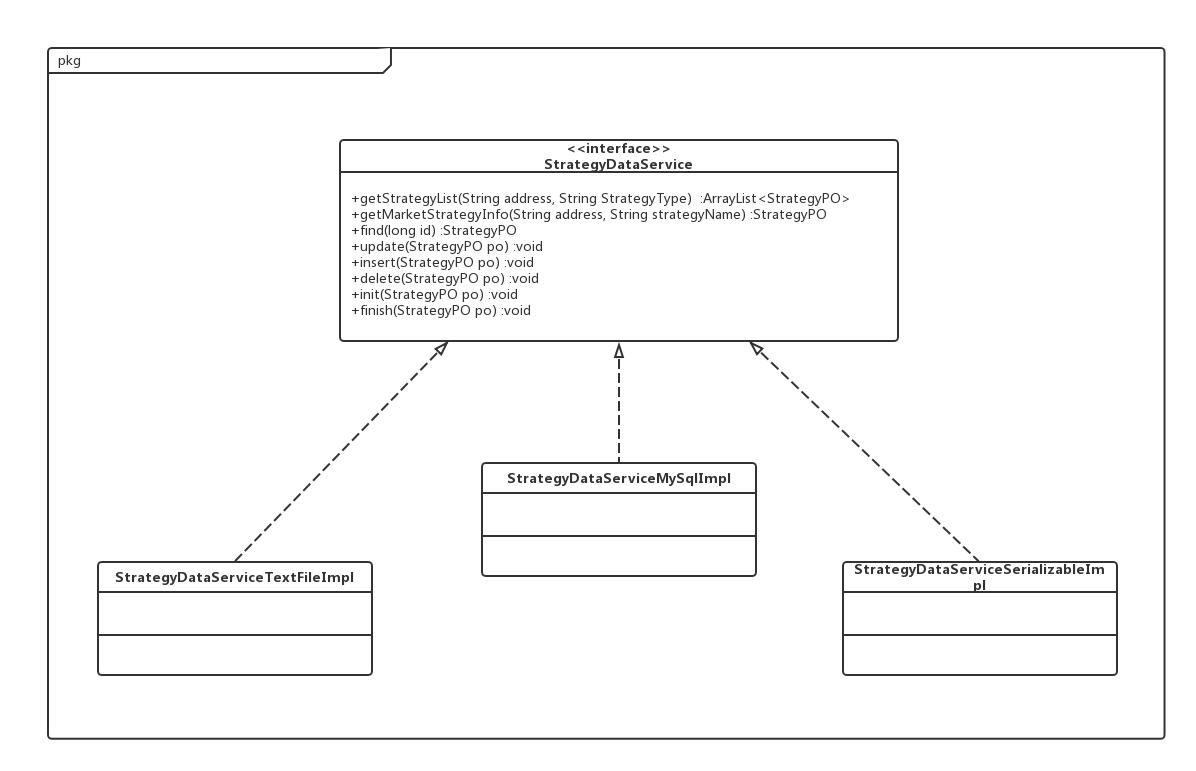 pkg
<<interface>>
StrategyDataService
+getStrategyList(String address, String StrategyType)  :ArrayList<StrategyPO>
+getMarketStrategyInfo(String address, String strategyName) :StrategyPO
+find(long id) :StrategyPO
+update(StrategyPO po) :void
+insert(StrategyPO po) :void
+delete(StrategyPO po) :void
+init(StrategyPO po) :void
+finish(StrategyPO po) :void
StrategyDataServiceMySqlImpl
StrategyDataServiceTextFileImpl
StrategyDataServiceSerializableIm
pl